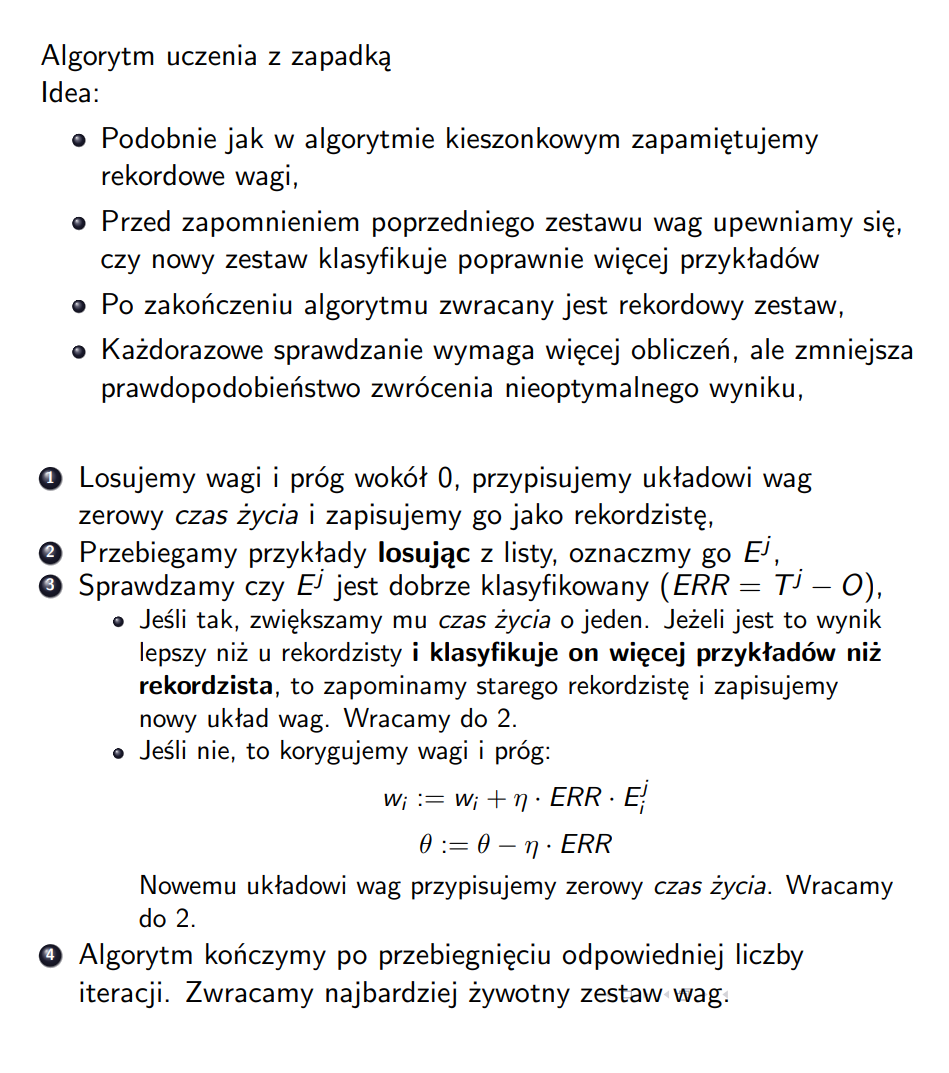 Algorytm uczenia z zapadką
Idea:
Podobnie jak w algorytmie kieszonkowym zapamiętujemy
rekordowe wagi,
Przed zapomnieniem poprzedniego zestawu wag upewniamy się,
czy nowy zestaw klasyfikuje poprawnie więcej przykładów
Po zakończeniu algorytmu zwracany jest rekordowy zestaw,
Każdorazowe sprawdzanie wymaga więcej obliczeń, ale zmniejsza
prawdopodobieństwo zwrócenia nieoptymalnego wyniku,
1 Losujemy wagi i próg wokół 0, przypisujemy układowi wag
zerowy czas życia i zapisujemy go jako rekordzistę,
2 Przebiegamy przykłady losując z listy, oznaczmy go E^j,
3 Sprawdzamy czy E^j jest dobrze klasyfikowany (ERR = T^j − O),
Jeśli tak, zwiększamy mu czas życia o jeden. Jeżeli jest to wynik
lepszy niż u rekordzisty i klasyfikuje on więcej przykładów niż
rekordzista, to zapominamy starego rekordzistę i zapisujemy
nowy układ wag. Wracamy do 2.
Jeśli nie, to korygujemy wagi i próg:
w_i := w_i + η · ERR · E_i^j
θ := θ − η · ERR
Nowemu układowi wag przypisujemy zerowy czas życia. Wracamy
do 2.
4 Algorytm kończymy po przebiegnięciu odpowiedniej liczby
iteracji. Zwracamy najbardziej żywotny zestaw wag.